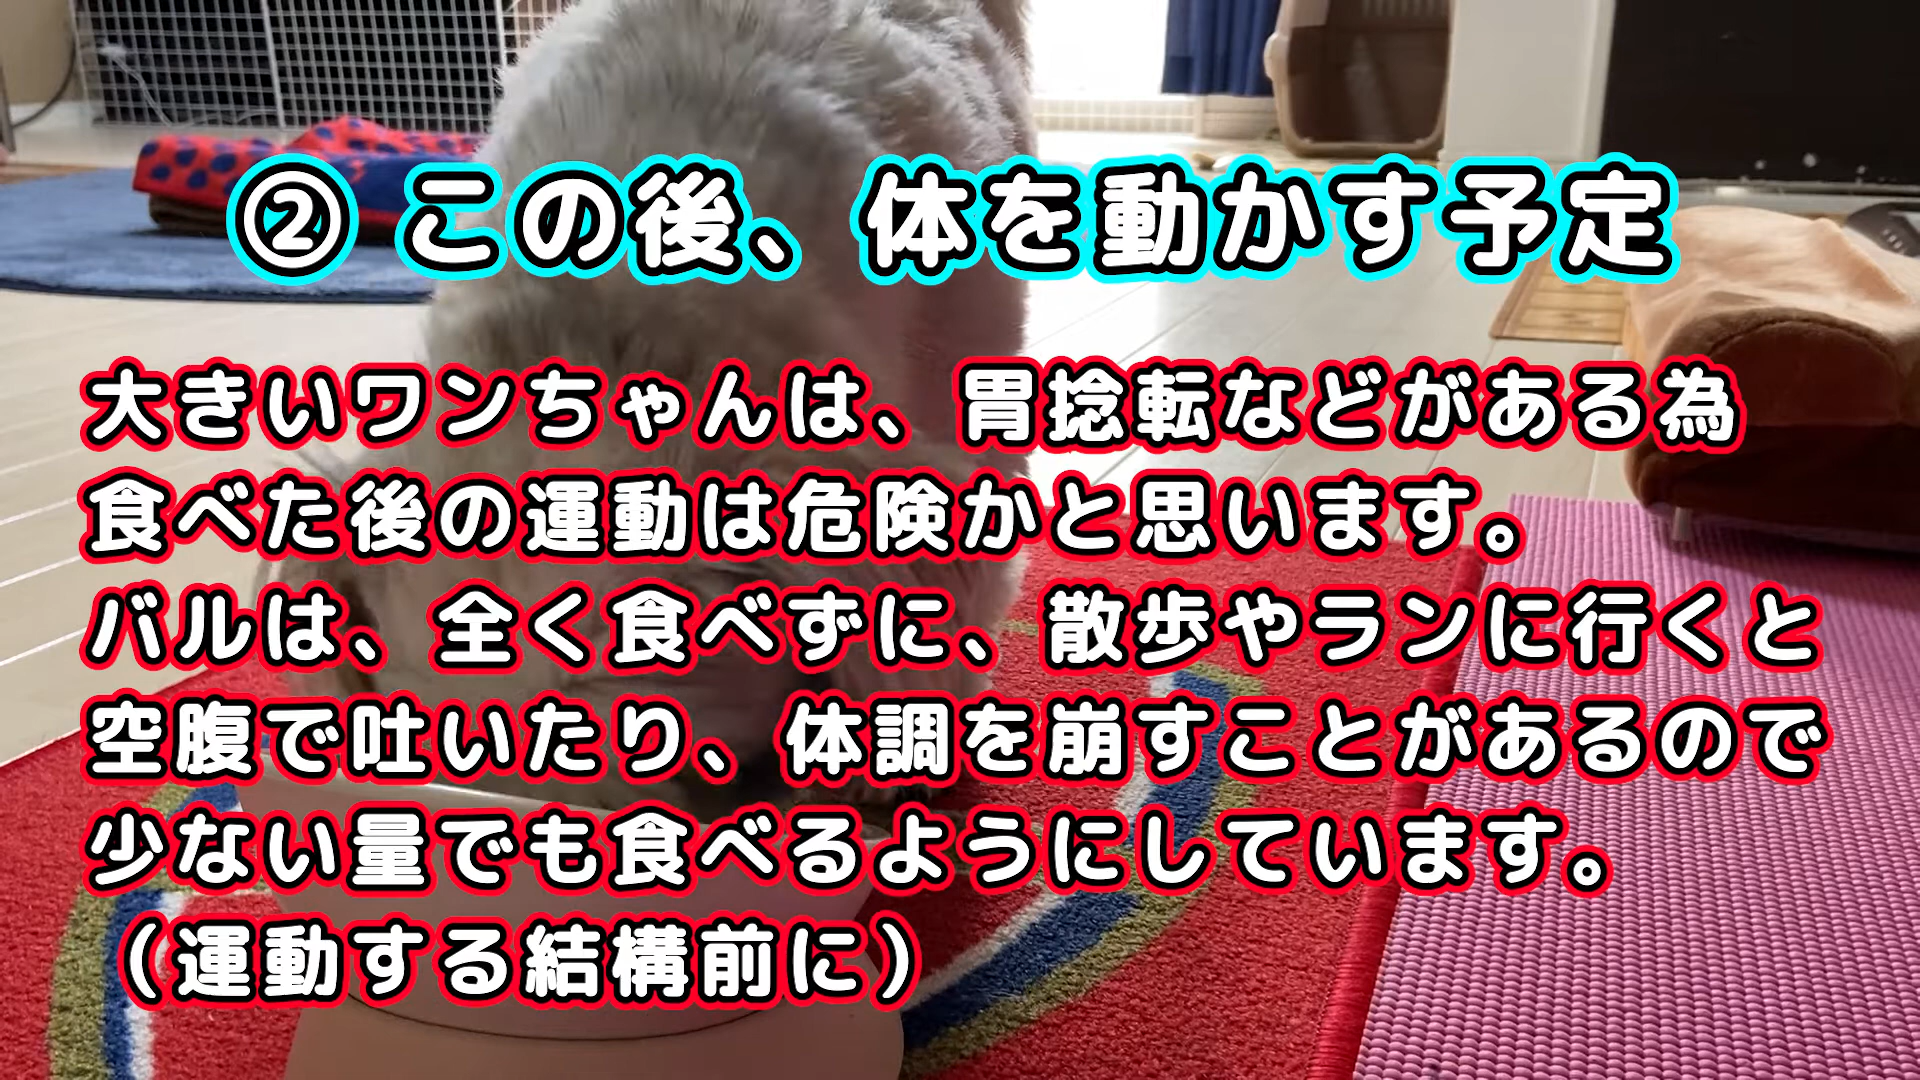 ② この後、体を動かす予定
大きいワンちゃんは、胃捻転などがある為
食べた後の運動は危険かと思います。
バルは、全く食べずに、散歩やランに行くと
空腹で吐いたり、体調を崩すことがあるので
少ない量でも食べるようにしています。
（運動する結構前に）